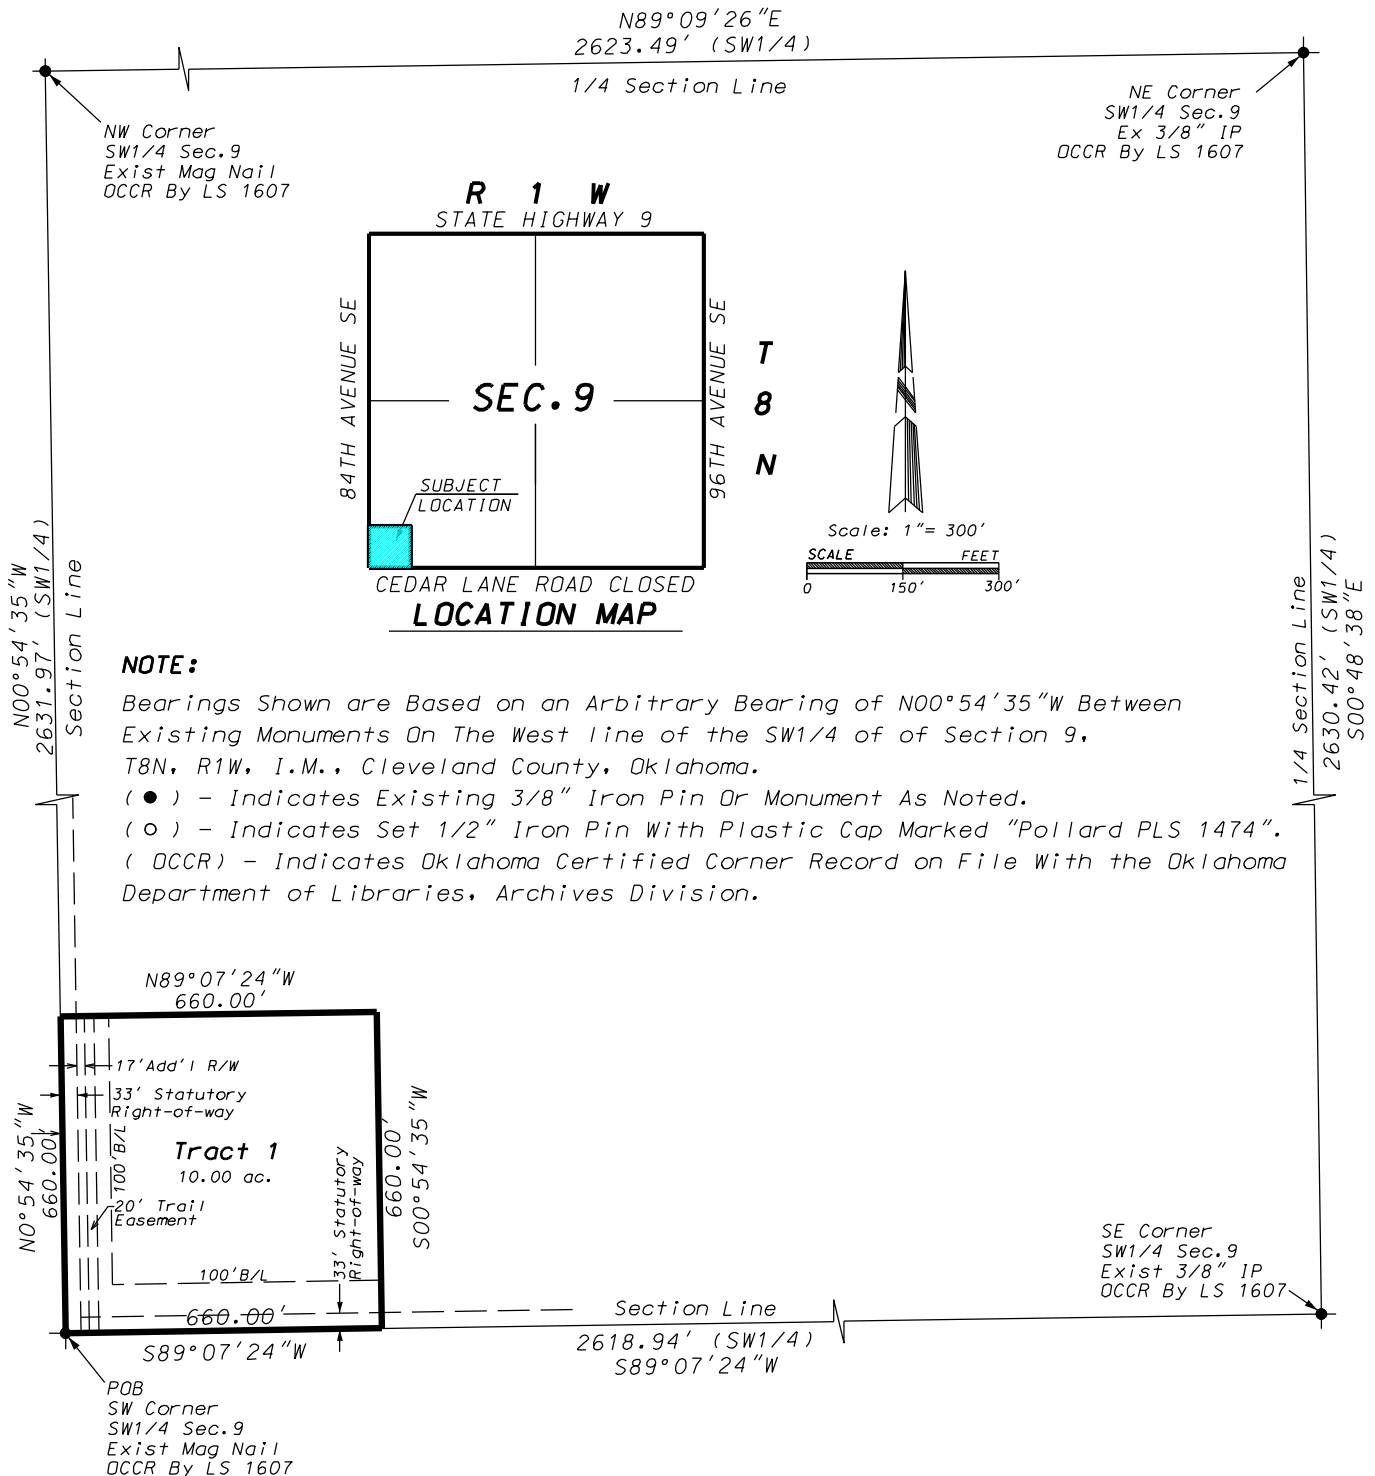 N89°09'26"E
2623.49' (SW1/4)
1/4 Section Line
NW Corner
SW1/4 Sec.9
Exist Mag Nail
OCCR By LS 1607
NE Corner
SW1/4 Sec.9
Ex 3/8" IP
OCCR By LS 1607
R 1 W
STATE HIGHWAY 9
84TH AVENUE SE
SEC.9
96TH AVENUE SE
T
8
N
SUBJECT
LOCATION
CEDAR LANE ROAD CLOSED
LOCATION MAP
Scale: 1"= 300'
SCALE FEET
0 150' 300'
N00°54'35"W
2631.97' (SW1/4)
Section Line
1/4 Section Line
2630.42' (SW1/4)
S00°48'38"E
NOTE:
Bearings Shown are Based on an Arbitrary Bearing of N00°54'35"W Between
Existing Monuments On The West line of the SW1/4 of of Section 9,
T8N, R1W, I.M., Cleveland County, Oklahoma.
( ● ) - Indicates Existing 3/8" Iron Pin Or Monument As Noted.
( ○ ) - Indicates Set 1/2" Iron Pin With Plastic Cap Marked "Pollard PLS 1474".
( OCCR) - Indicates Oklahoma Certified Corner Record on File With the Oklahoma
Department of Libraries, Archives Division.
N89°07'24"W
660.00'
17'Add'l R/W
33' Statutory
Right-of-way
N0°54'35"W
660.00'
100'B/L
Tract 1
10.00 ac.
20' Trail
Easement
33' Statutory
Right-of-way
660.00'
S00°54'35"W
100'B/L
660.00'
S89°07'24"W
Section Line
2618.94' (SW1/4)
S89°07'24"W
SE Corner
SW1/4 Sec.9
Exist 3/8" IP
OCCR By LS 1607
POB
SW Corner
SW1/4 Sec.9
Exist Mag Nail
OCCR By LS 1607